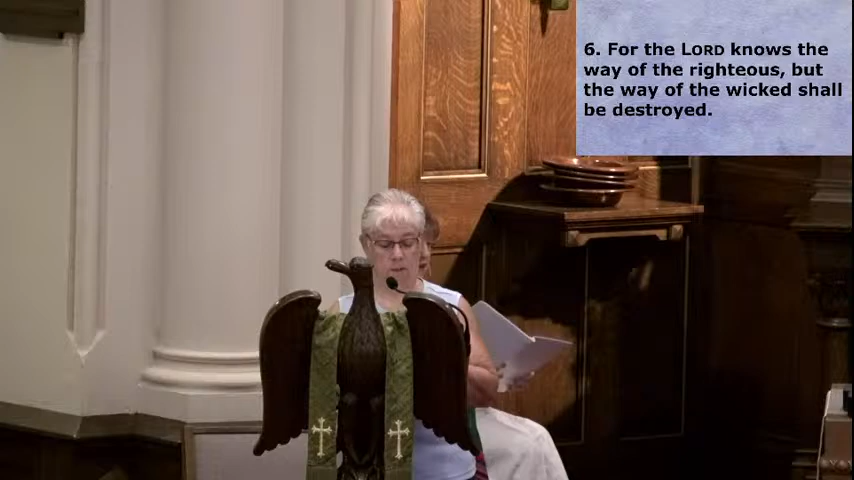 6. For the LORD knows the
way of the righteous, but
the way of the wicked shall
be destroyed.